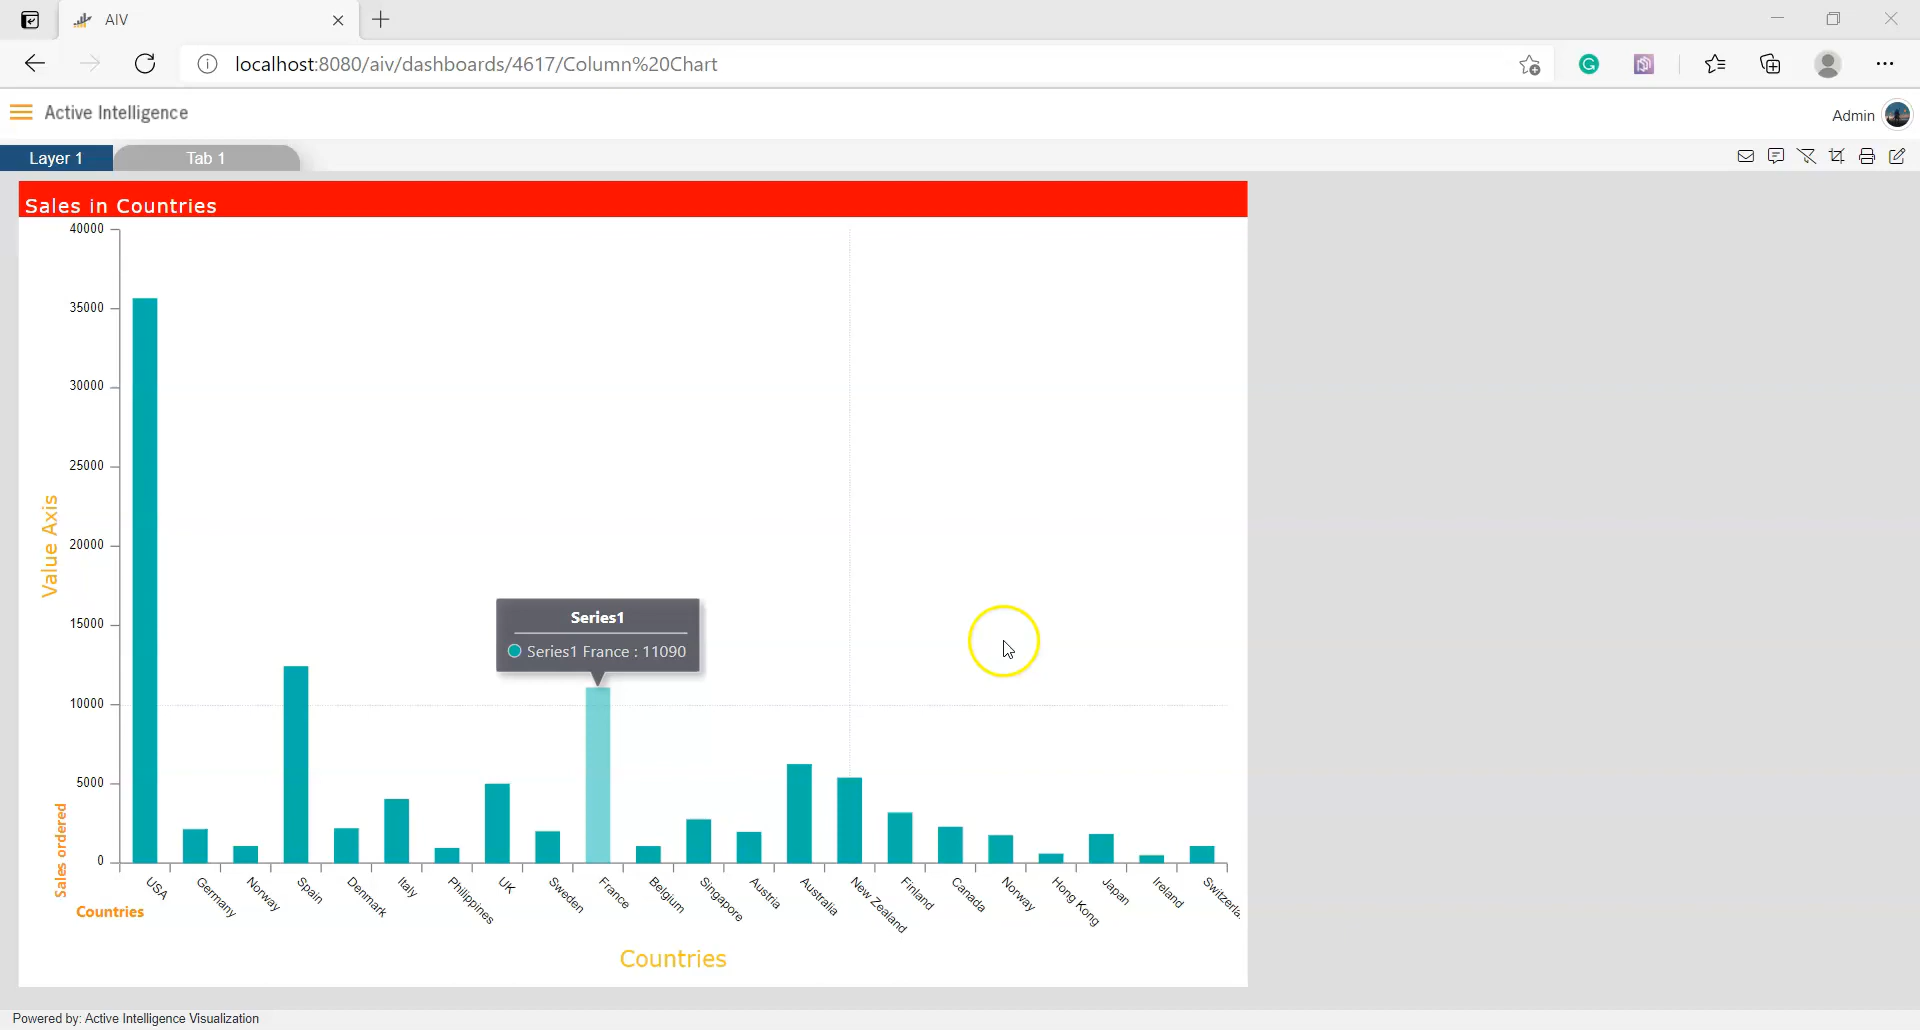 AIV
localhost:8080/aiv/dashboards/4617/Column%20Chart
Active Intelligence
Admin
Layer 1
Tab 1
Sales in Countries
40000
35000
30000
25000
20000
15000
10000
5000
0
Value Axis
Sales ordered
Series1
Series1 France : 11090
USA
Germany
Norway
Spain
Denmark
Italy
Philippines
UK
Sweden
France
Belgium
Singapore
Austria
Australia
New Zealand
Finland
Canada
Norway
Hong Kong
Japan
Ireland
Switzerla
Countries
Countries
Powered by: Active Intelligence Visualization